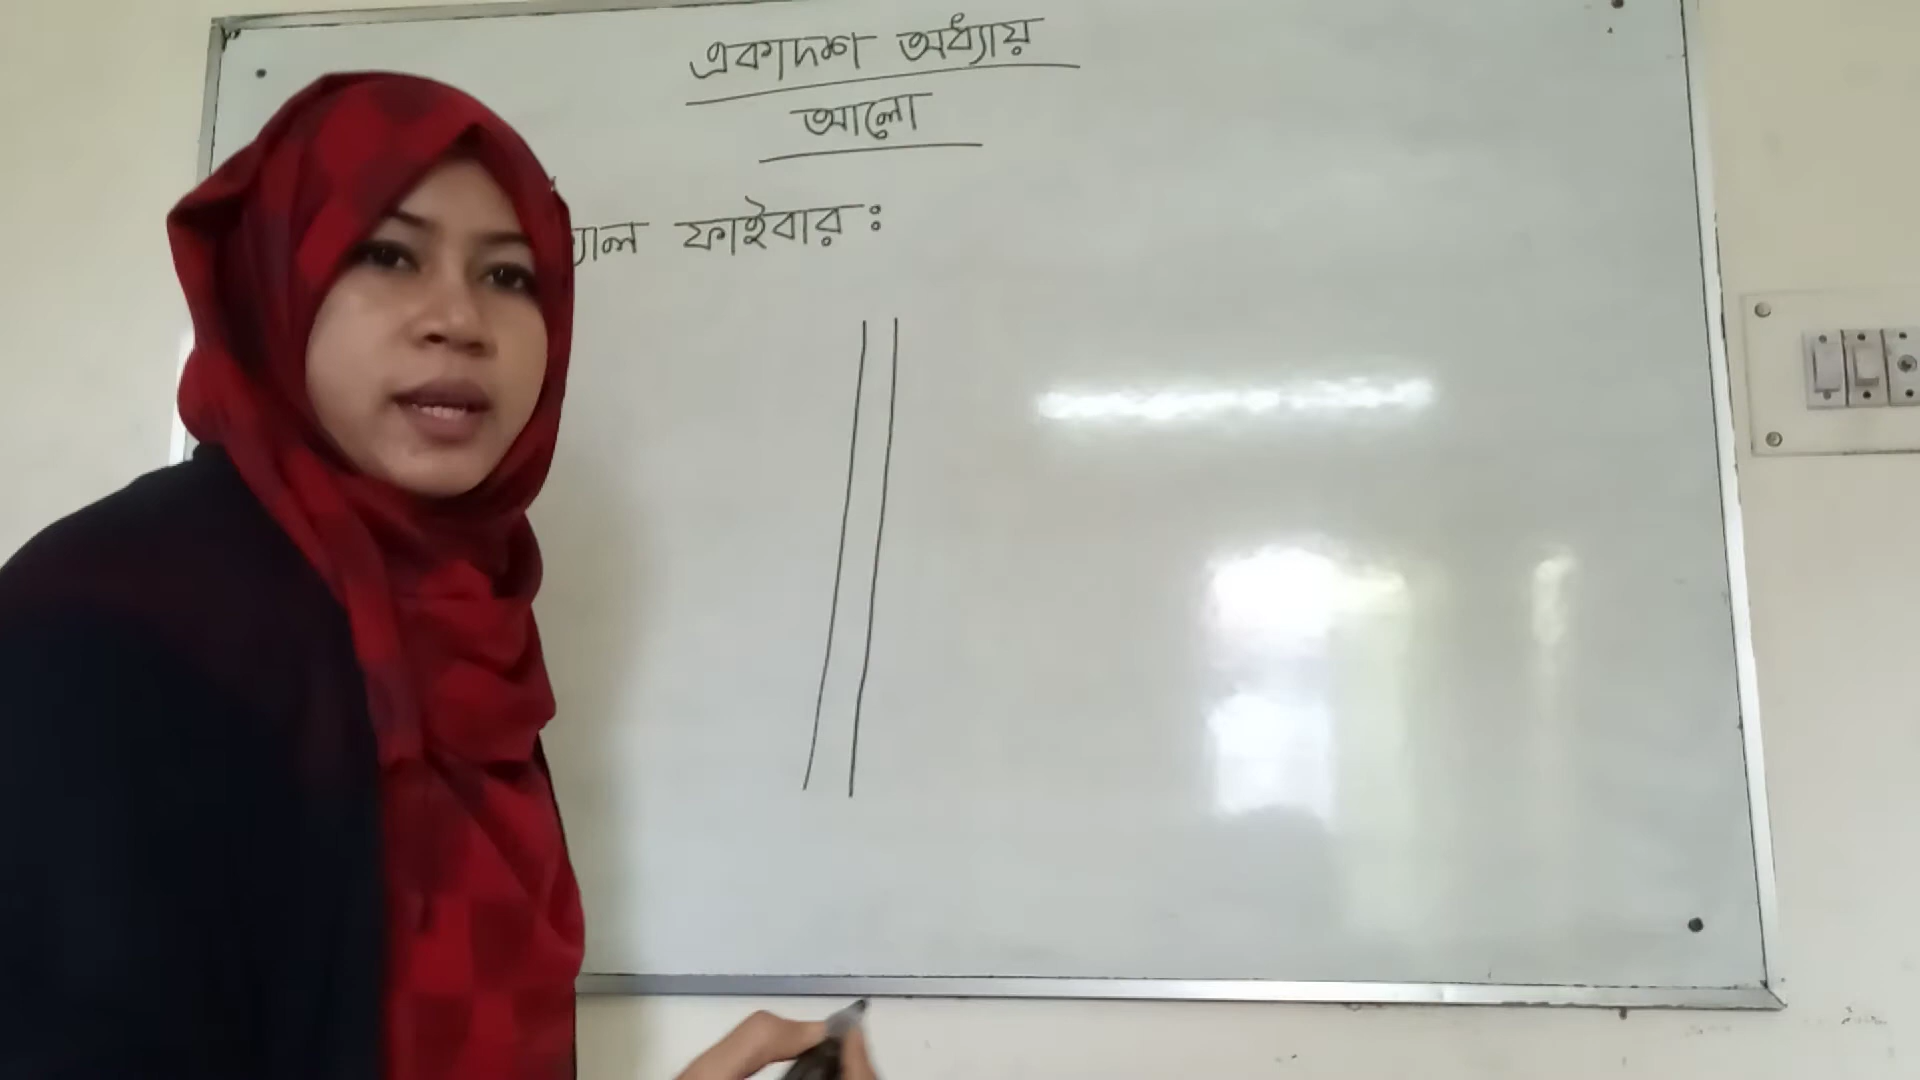 একাদশ অধ্যায়
আলো
ফাইবার :